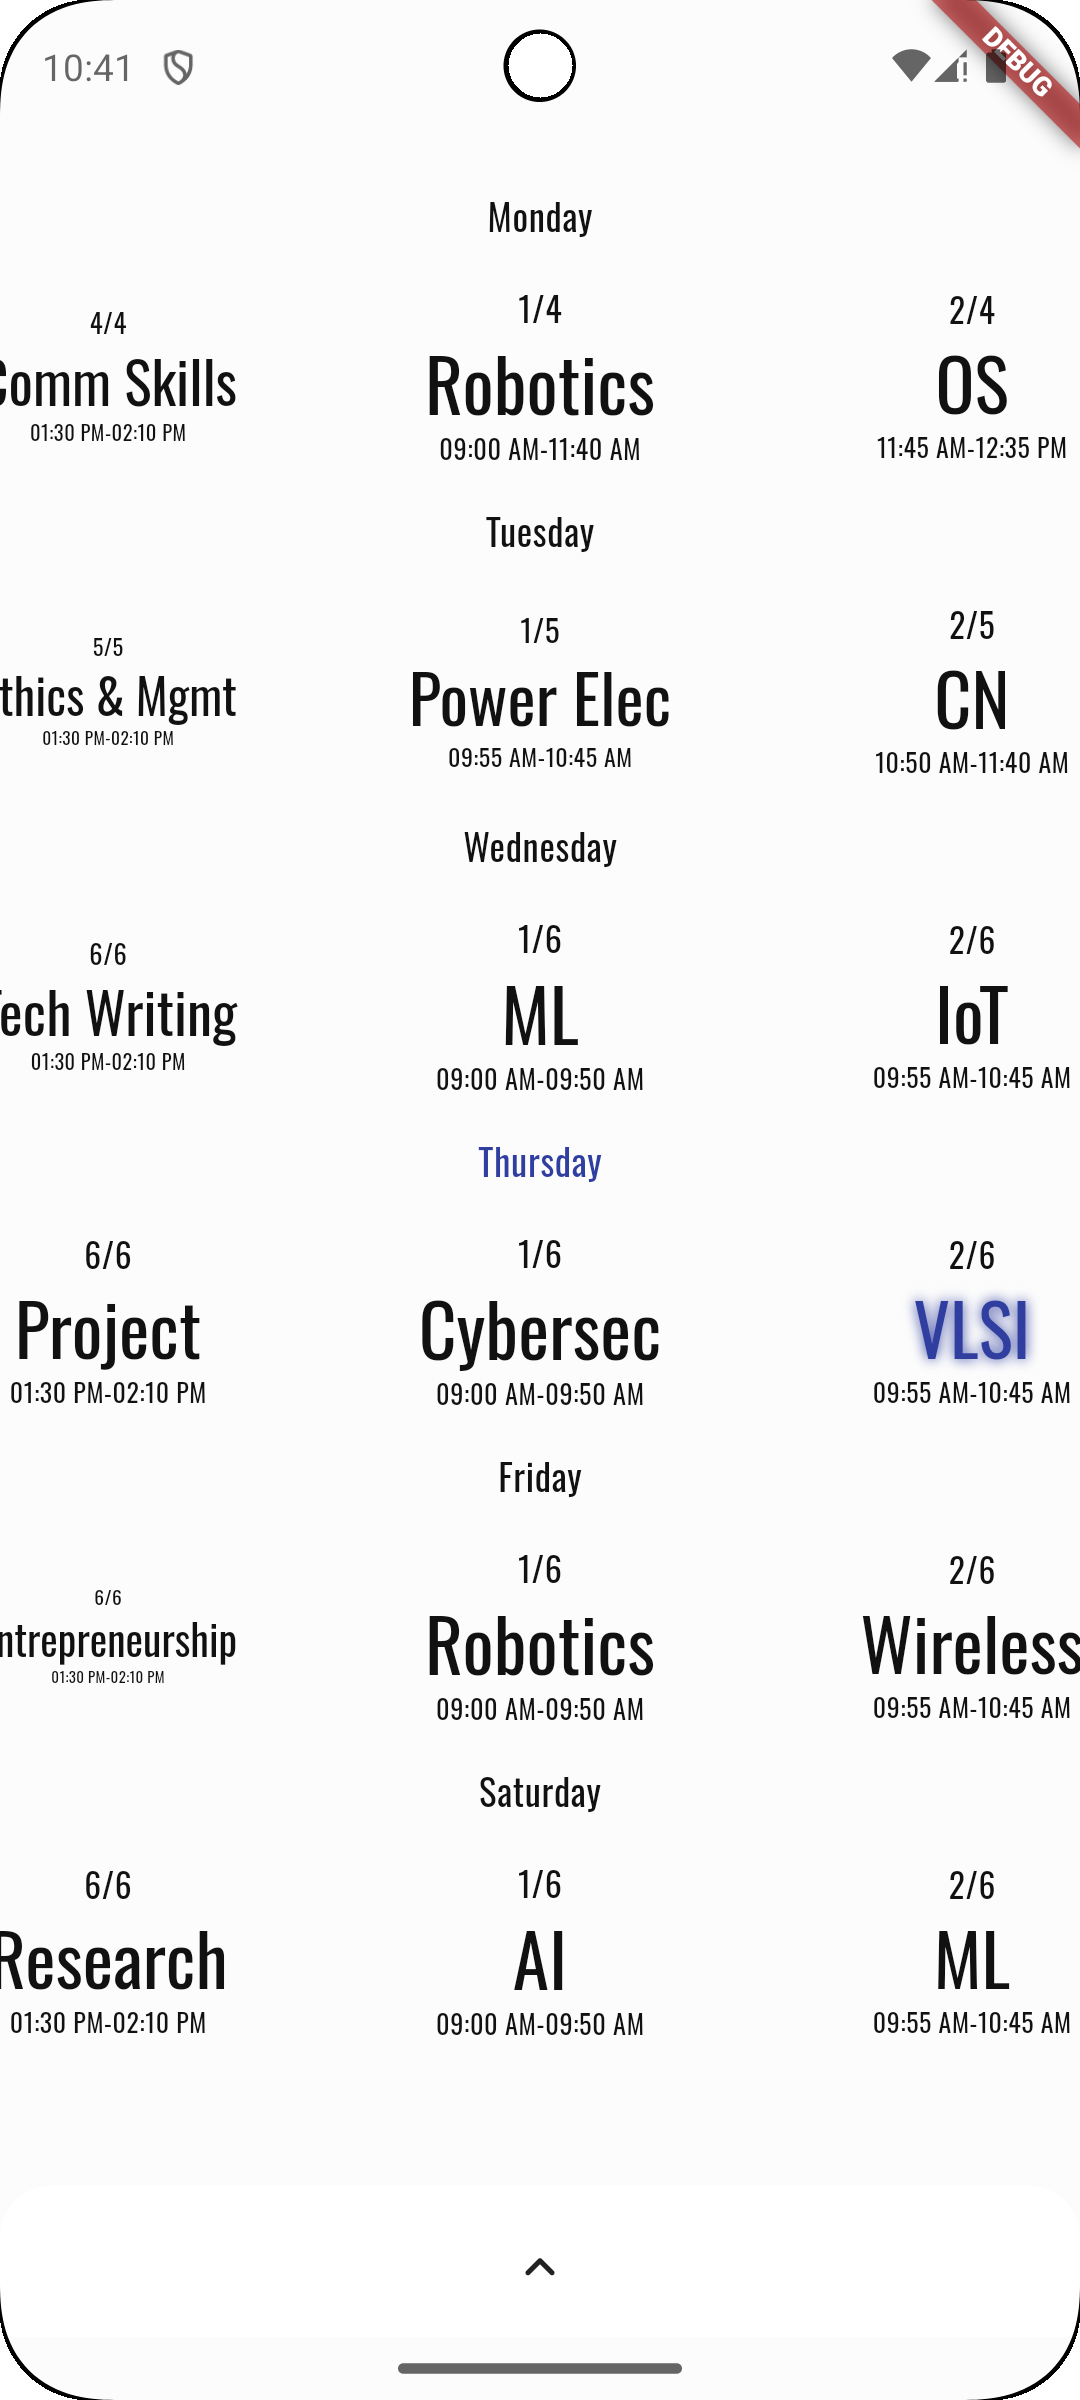 10:41
DEBUG
Monday
4/4 1/4 2/4
Comm Skills Robotics OS
01:30 PM-02:10 PM 09:00 AM-11:40 AM 11:45 AM-12:35 PM
Tuesday
5/5 1/5 2/5
thics & Mgmt Power Elec CN
01:30 PM-02:10 PM 09:55 AM-10:45 AM 10:50 AM-11:40 AM
Wednesday
6/6 1/6 2/6
Tech Writing ML IoT
01:30 PM-02:10 PM 09:00 AM-09:50 AM 09:55 AM-10:45 AM
Thursday
6/6 1/6 2/6
Project Cybersec VLSI
01:30 PM-02:10 PM 09:00 AM-09:50 AM 09:55 AM-10:45 AM
Friday
6/6 1/6 2/6
ntrepreneurship Robotics Wireless
01:30 PM-02:10 PM 09:00 AM-09:50 AM 09:55 AM-10:45 AM
Saturday
6/6 1/6 2/6
Research AI ML
01:30 PM-02:10 PM 09:00 AM-09:50 AM 09:55 AM-10:45 AM